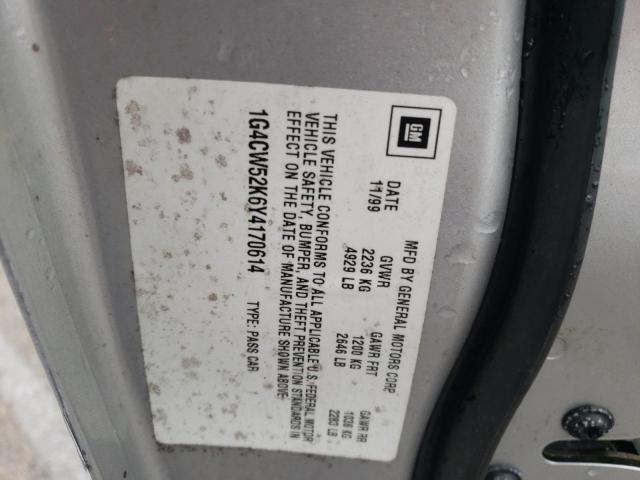 GM
MFD BY GENERAL MOTORS CORP
DATE GVWR GAWR FRT GAWR RR
11/99 2236 KG 1200 KG 1036 KG
4929 LB 2646 LB 2283 LB
THIS VEHICLE CONFORMS TO ALL APPLICABLE U.S. FEDERAL MOTOR
VEHICLE SAFETY, BUMPER, AND THEFT PREVENTION STANDARDS IN
EFFECT ON THE DATE OF MANUFACTURE SHOWN ABOVE.
1G4CW52K6Y4170614 TYPE: PASS CAR